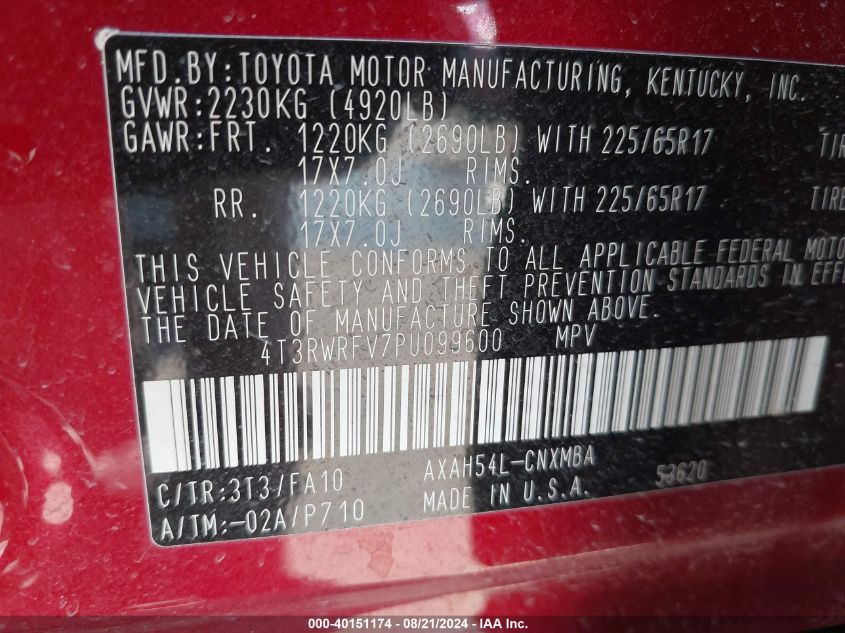 MFD.BY:TOYOTA MOTOR MANUFACTURING, KENTUCKY, INC.
GVWR:2230KG (4920LB)
GAWR:FRT. 1220KG (2690LB) WITH 225/65R17 TIRE
17X7.0J RIMS.
RR. 1220KG (2690LB) WITH 225/65R17 TIRE
17X7.0J RIMS.
THIS VEHICLE CONFORMS TO ALL APPLICABLE FEDERAL MOTO
VEHICLE SAFETY AND THEFT PREVENTION STANDARDS IN EFFE
THE DATE OF MANUFACTURE SHOWN ABOVE.
4T3RWRFV7PU099600 MPV
C/TR:3T3/FA10 AXAH54L-CNXMBA
A/TM:-02A/P710 MADE IN U.S.A.
000-40151174 - 08/21/2024 - IAA Inc.